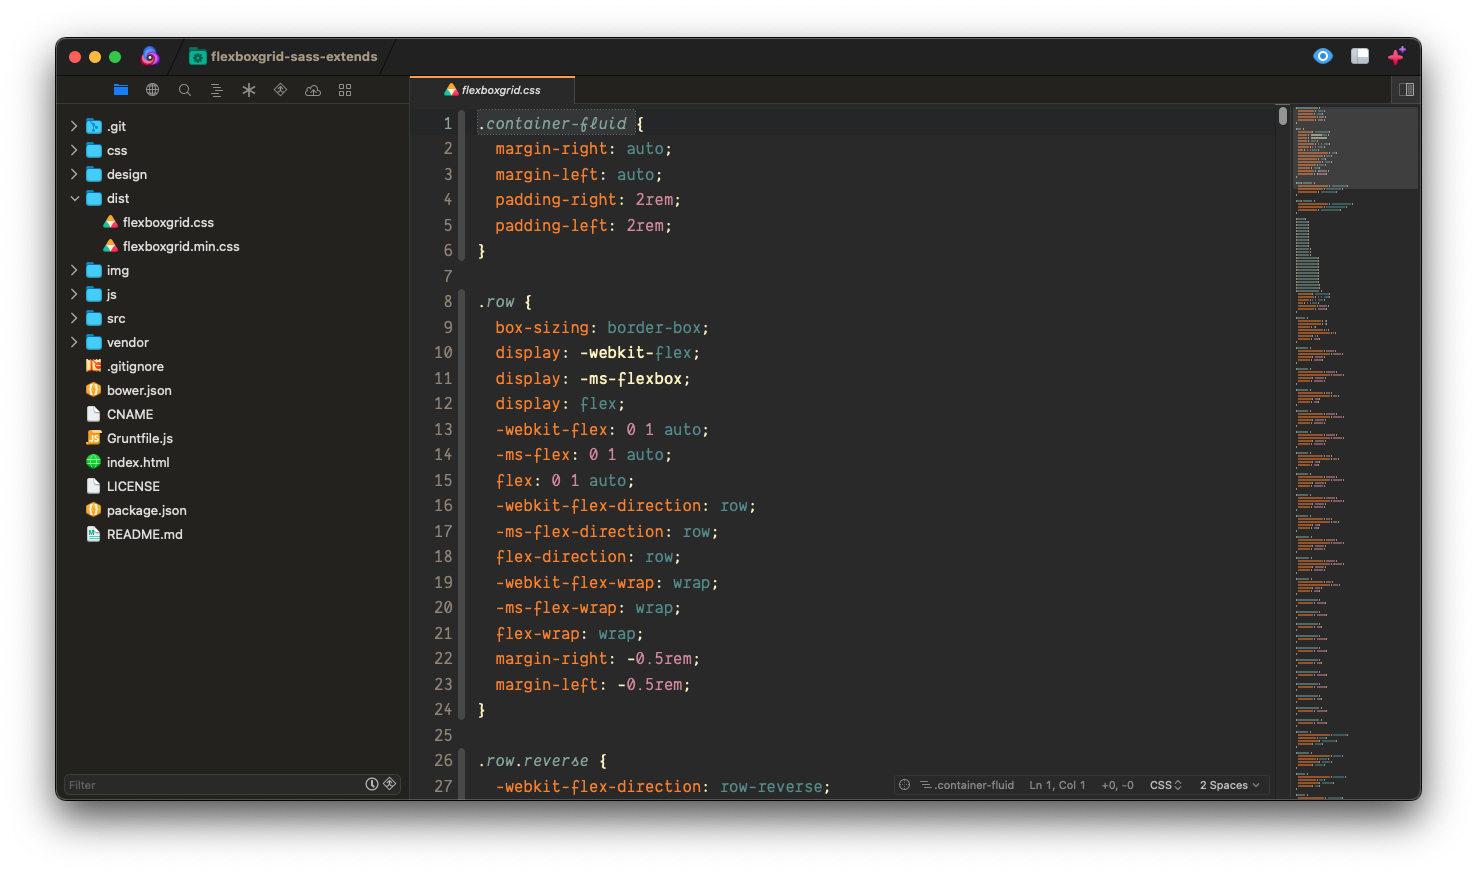 flexboxgrid-sass-extends
flexboxgrid.css
.git
css
design
dist
flexboxgrid.css
flexboxgrid.min.css
img
js
src
vendor
.gitignore
bower.json
CNAME
Gruntfile.js
index.html
LICENSE
package.json
README.md
Filter
1 .container-fluid {
2 margin-right: auto;
3 margin-left: auto;
4 padding-right: 2rem;
5 padding-left: 2rem;
6 }
7
8 .row {
9 box-sizing: border-box;
10 display: -webkit-flex;
11 display: -ms-flexbox;
12 display: flex;
13 -webkit-flex: 0 1 auto;
14 -ms-flex: 0 1 auto;
15 flex: 0 1 auto;
16 -webkit-flex-direction: row;
17 -ms-flex-direction: row;
18 flex-direction: row;
19 -webkit-flex-wrap: wrap;
20 -ms-flex-wrap: wrap;
21 flex-wrap: wrap;
22 margin-right: -0.5rem;
23 margin-left: -0.5rem;
24 }
25
26 .row.reverse {
27 -webkit-flex-direction: row-reverse;
.container-fluid Ln 1, Col 1 +0, -0 CSS 2 Spaces